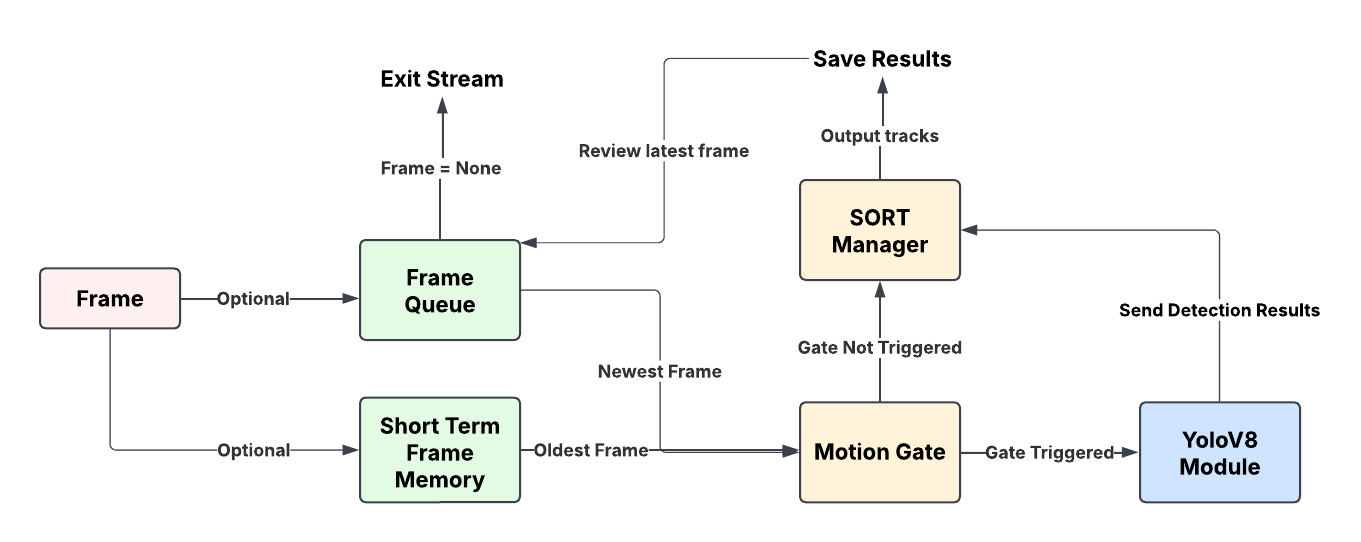 Save Results
Exit Stream
Output tracks
Review latest frame
Frame = None
SORT
Manager
Frame
Queue
Frame
Optional
Send Detection Results
Gate Not Triggered
Newest Frame
Short Term
Frame
Memory
Optional
Oldest Frame
Motion Gate
Gate Triggered
YoloV8
Module